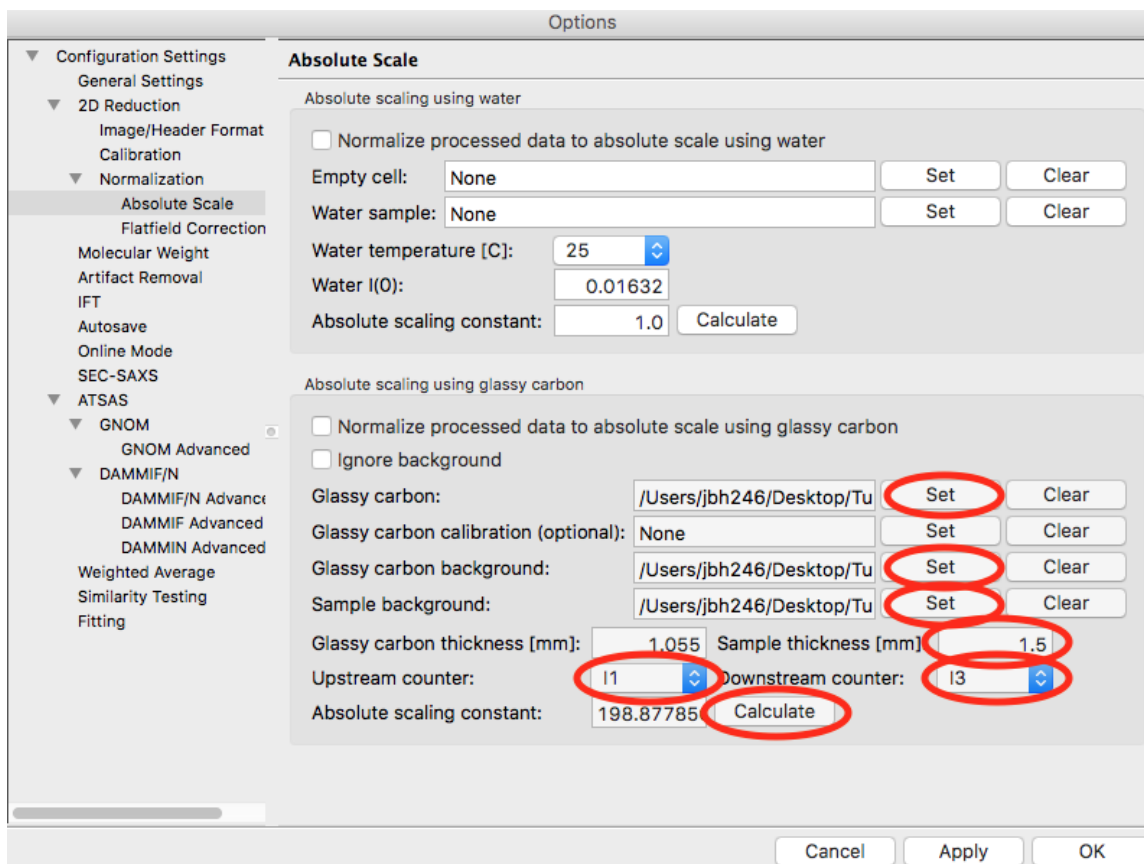 Options
Configuration Settings
General Settings
2D Reduction
Image/Header Format
Calibration
Normalization
Absolute Scale
Flatfield Correction
Molecular Weight
Artifact Removal
IFT
Autosave
Online Mode
SEC-SAXS
ATSAS
GNOM
GNOM Advanced
DAMMIF/N
DAMMIF/N Advance
DAMMIF Advanced
DAMMIN Advanced
Weighted Average
Similarity Testing
Fitting
Absolute Scale
Absolute scaling using water
Normalize processed data to absolute scale using water
Empty cell: None Set Clear
Water sample: None Set Clear
Water temperature [C]: 25
Water I(0): 0.01632
Absolute scaling constant: 1.0 Calculate
Absolute scaling using glassy carbon
Normalize processed data to absolute scale using glassy carbon
Ignore background
Glassy carbon: /Users/jbh246/Desktop/Tu Set Clear
Glassy carbon calibration (optional): None Set Clear
Glassy carbon background: /Users/jbh246/Desktop/Tu Set Clear
Sample background: /Users/jbh246/Desktop/Tu Set Clear
Glassy carbon thickness [mm]: 1.055 Sample thickness [mm] 1.5
Upstream counter: I1 Downstream counter: I3
Absolute scaling constant: 198.87785 Calculate
Cancel Apply OK